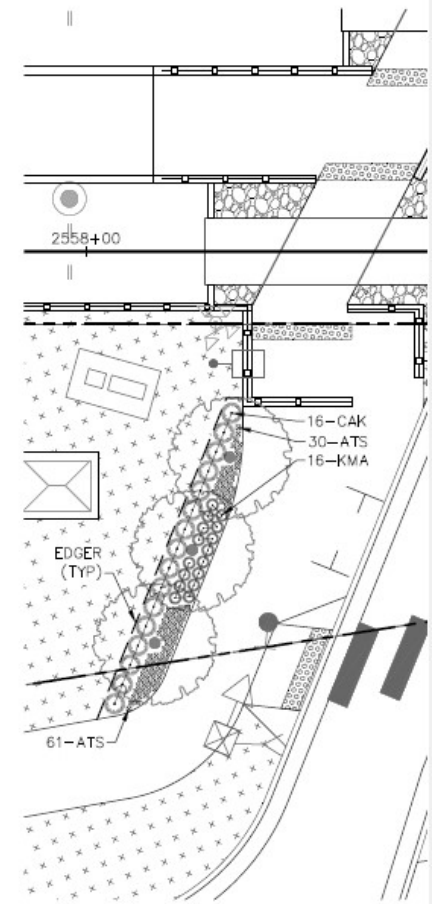 2558+00
16-CAK
30-ATS
16-KMA
EDGER
(TYP)
61-ATS